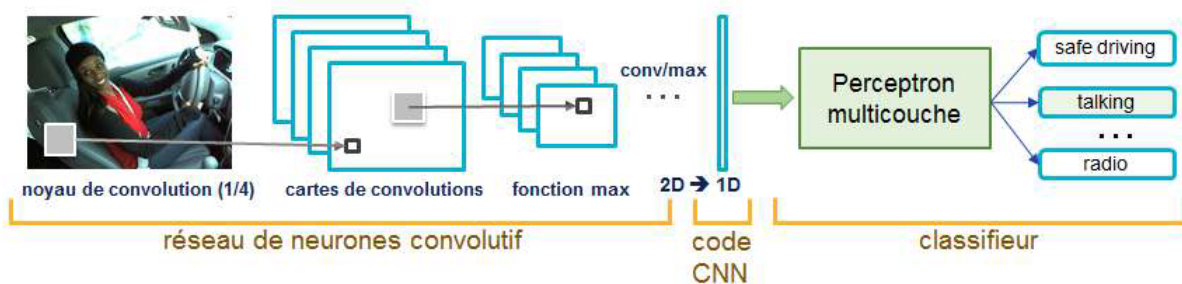 noyau de convolution (1/4)
cartes de convolutions
fonction max
conv/max
. . .
2D ➔ 1D
réseau de neurones convolutif
code
CNN
Perceptron
multicouche
safe driving
talking
. . .
radio
classifieur